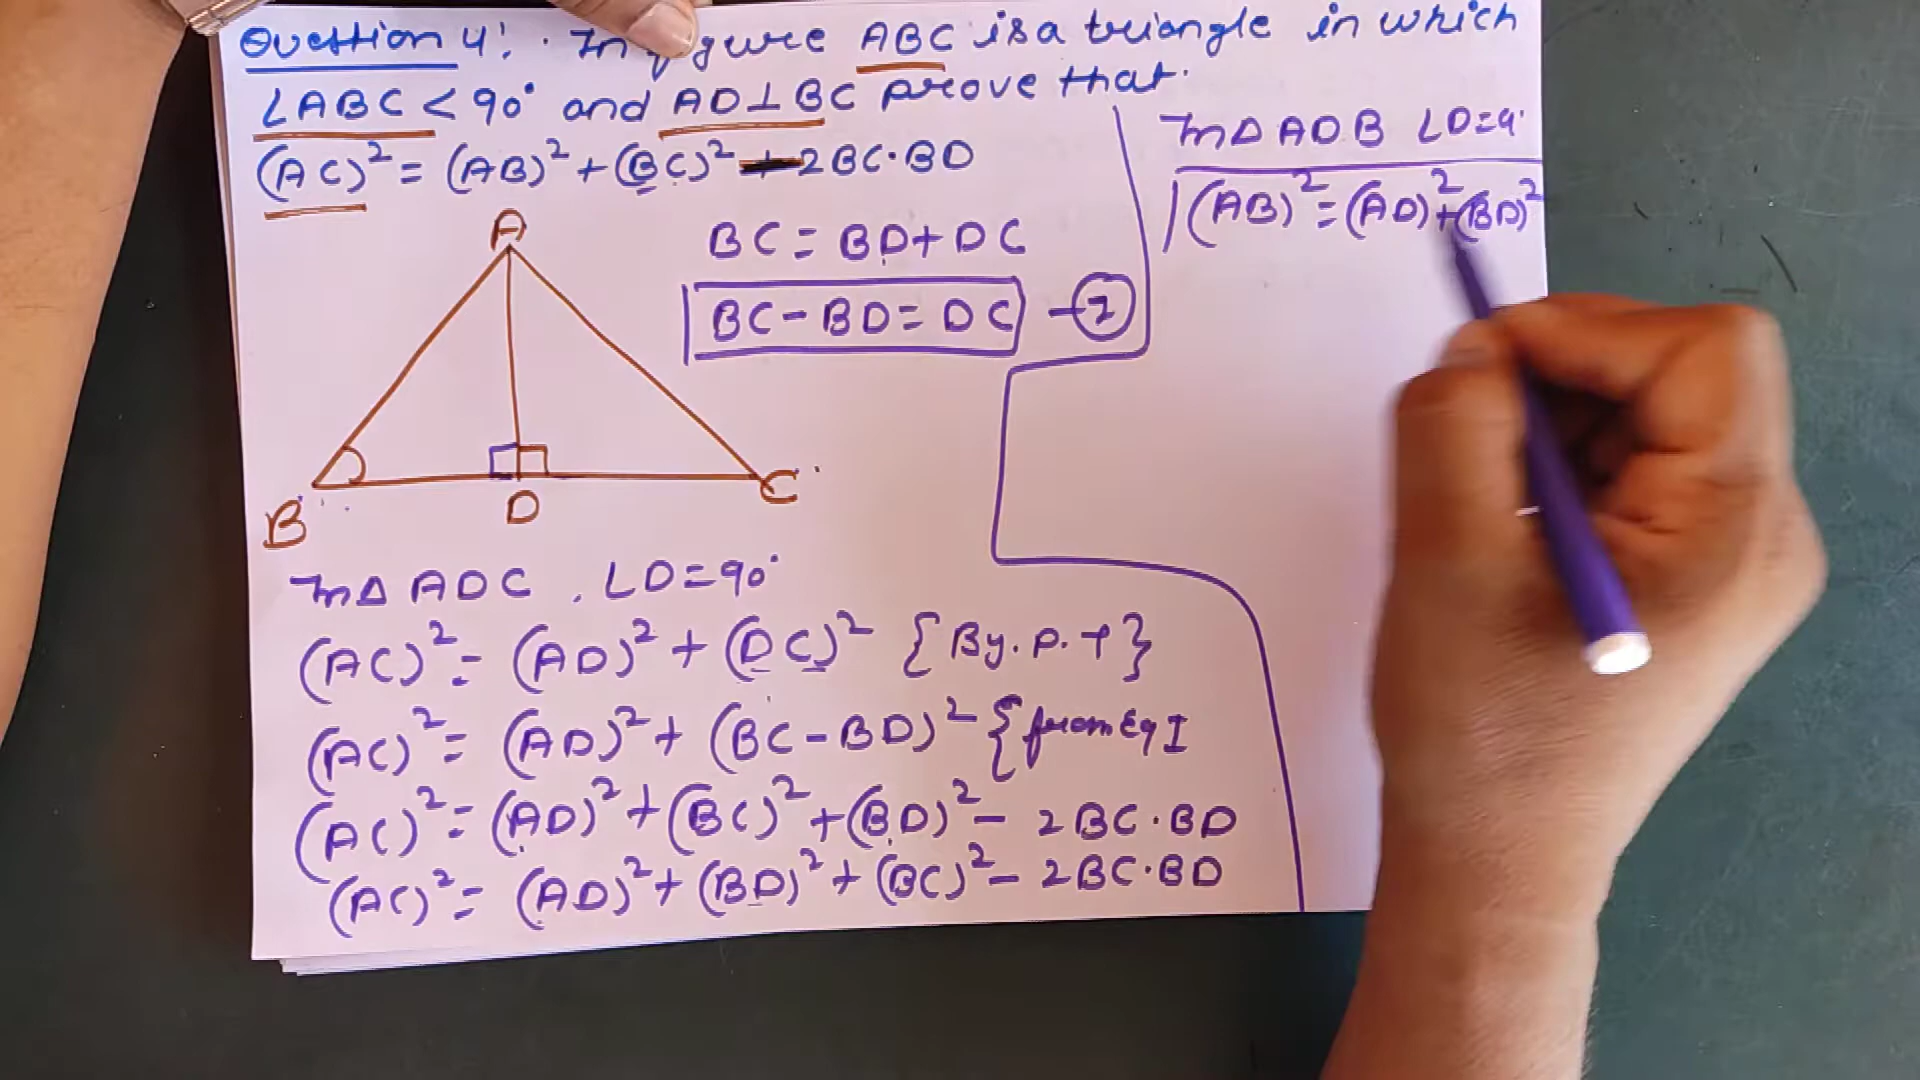 Question 4: In figure ABC is a triangle in which
∠ABC < 90° and AD⊥BC prove that.
(AC)² = (AB)² + (BC)² - 2BC·BD
A
B
D
C
BC = BD + DC
BC - BD = DC - 1
In △ ADC , ∠D = 90°
(AC)² = (AD)² + (DC)² {By. P. T}
(AC)² = (AD)² + (BC - BD)² {from Eq I
(AC)² = (AD)² + (BC)² + (BD)² - 2BC·BD
(AC)² = (AD)² + (BD)² + (BC)² - 2BC·BD
In △ ADB ∠D = 9°
(AB)² = (AD)² + (BD)²